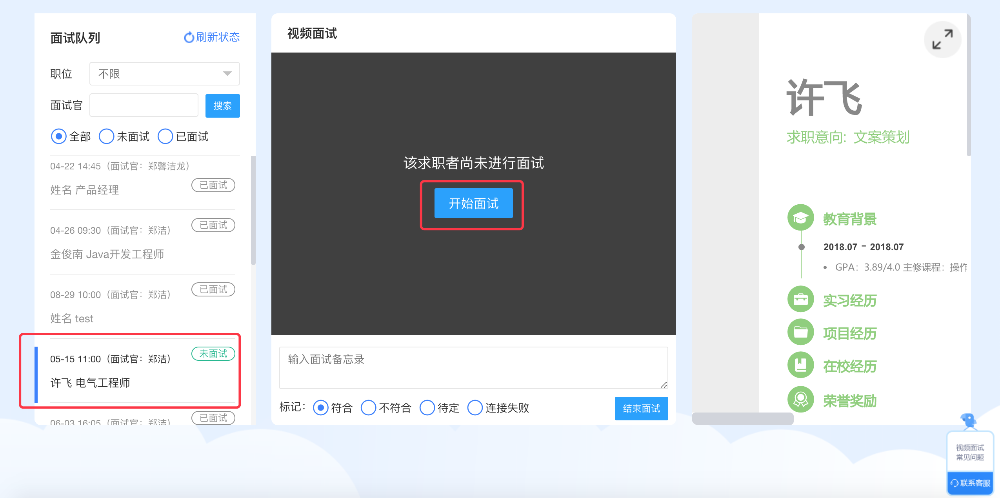 面试队列
刷新状态
职位 不限
面试官 搜索
全部 未面试 已面试
04-22 14:45（面试官：郑馨洁龙）
已面试
姓名 产品经理
已面试
04-26 09:30（面试官：郑洁）
金俊南 Java开发工程师
已面试
08-29 10:00（面试官：郑洁）
姓名 test
未面试
05-15 11:00（面试官：郑洁）
许飞 电气工程师
已面试
06-03 16:05（面试官：郑洁）
视频面试
该求职者尚未进行面试
开始面试
输入面试备忘录
标记： 符合 不符合 待定 连接失败
结束面试
许飞
求职意向：文案策划
教育背景
2018.07 – 2018.07
• GPA：3.89/4.0 主修课程：操作
实习经历
项目经历
在校经历
荣誉奖励
视频面试
常见问题
联系客服